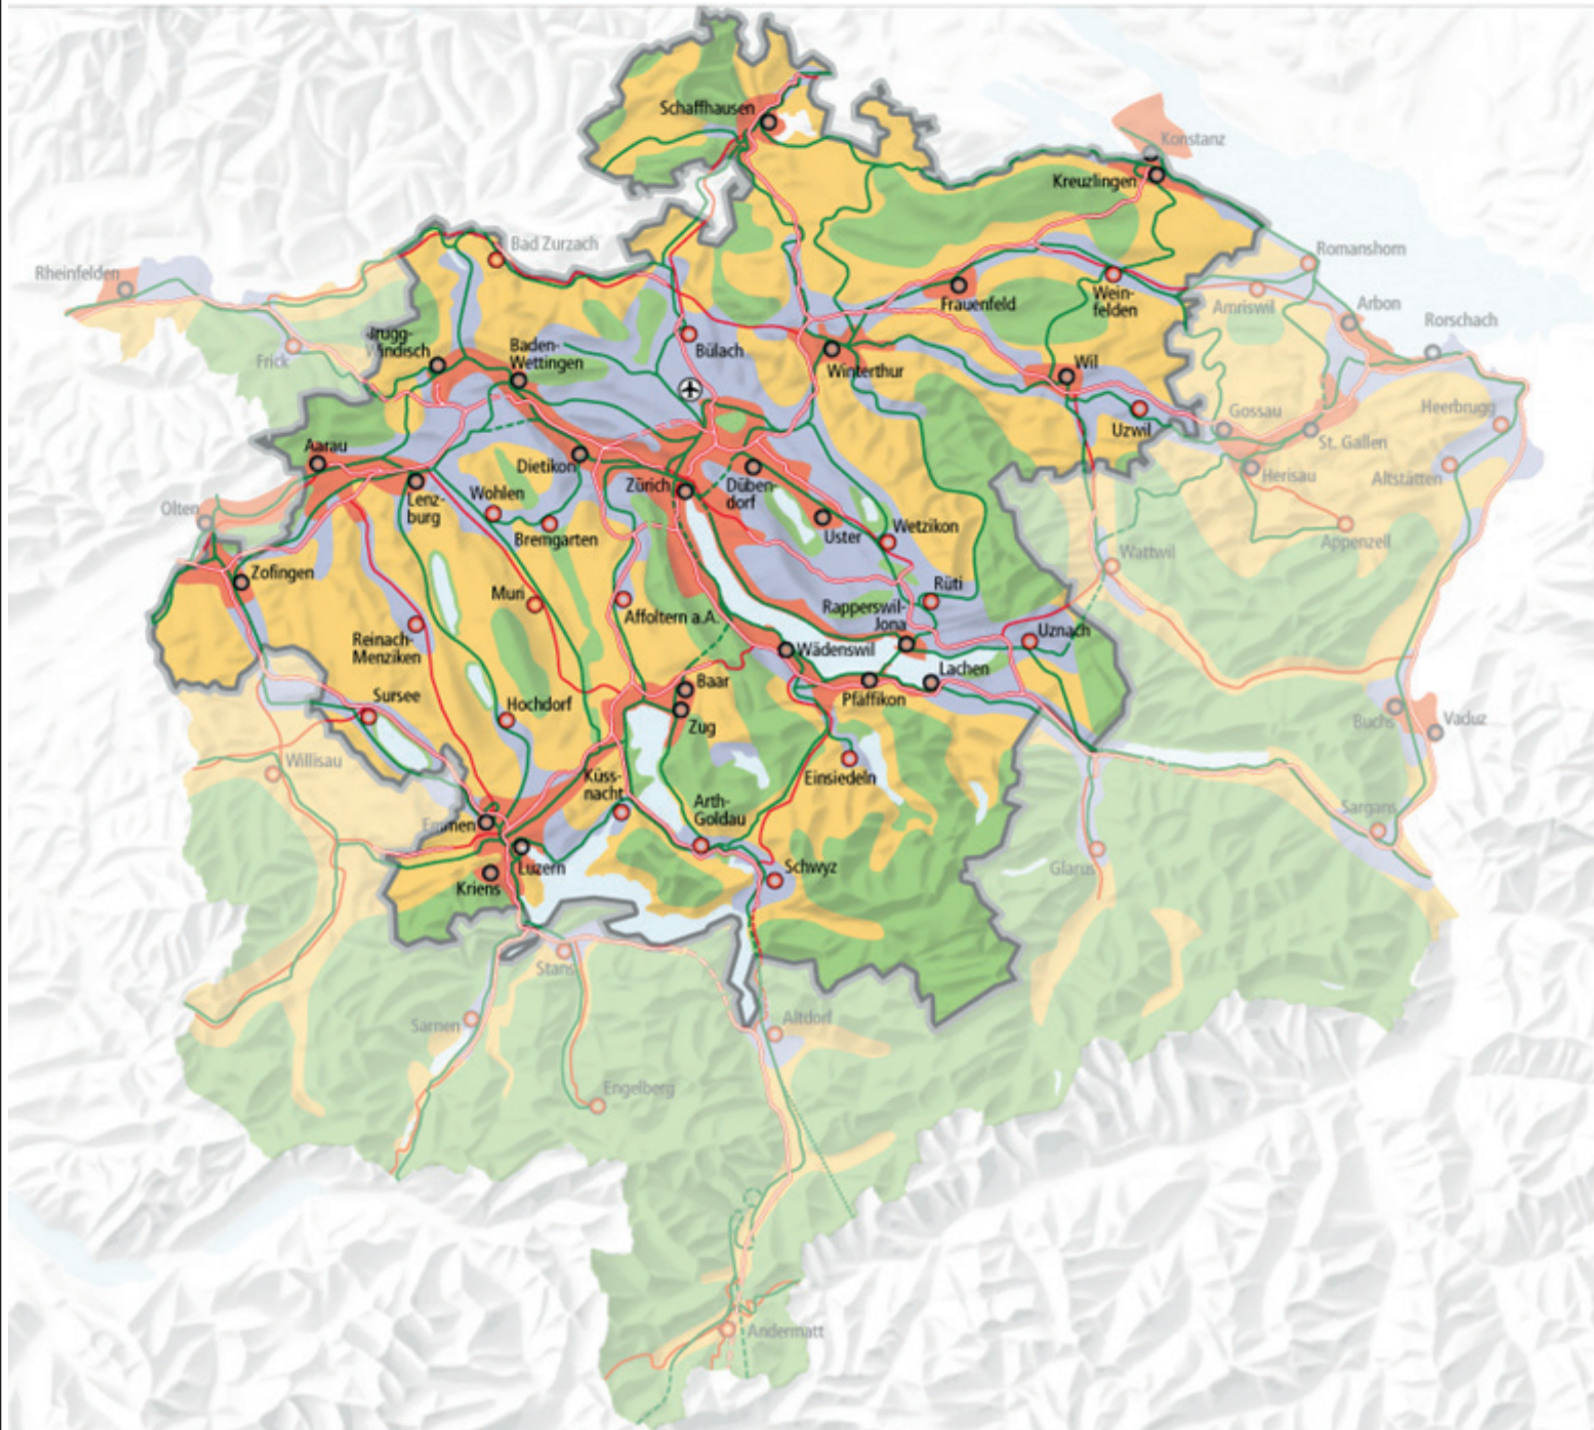 Schaffhausen
Konstanz
Kreuzlingen
Bad Zurzach
Romanshorn
Rheinfelden
Amriswil
Arbon
Frauenfeld
Wein-
felden
Rorschach
Frick
Brugg-
Windisch
Baden-
Wettingen
Bülach
Winterthur
Wil
Uzwil
Gossau
St. Gallen
Heerbrugg
Aarau
Dietikon
Zürich
Düben-
dorf
Herisau
Altstätten
Olten
Lenz-
burg
Wohlen
Bremgarten
Uster
Wetzikon
Appenzell
Wattwil
Zofingen
Muri
Affoltern a.A.
Rüti
Rapperswil-
Jona
Uznach
Reinach-
Menziken
Wädenswil
Lachen
Baar
Pfäffikon
Sursee
Hochdorf
Zug
Buchs
Vaduz
Willisau
Küss-
nacht
Einsiedeln
Arth-
Goldau
Sargans
Emmen
Luzern
Kriens
Schwyz
Glarus
Stans
Sarnen
Altdorf
Engelberg
Andermatt